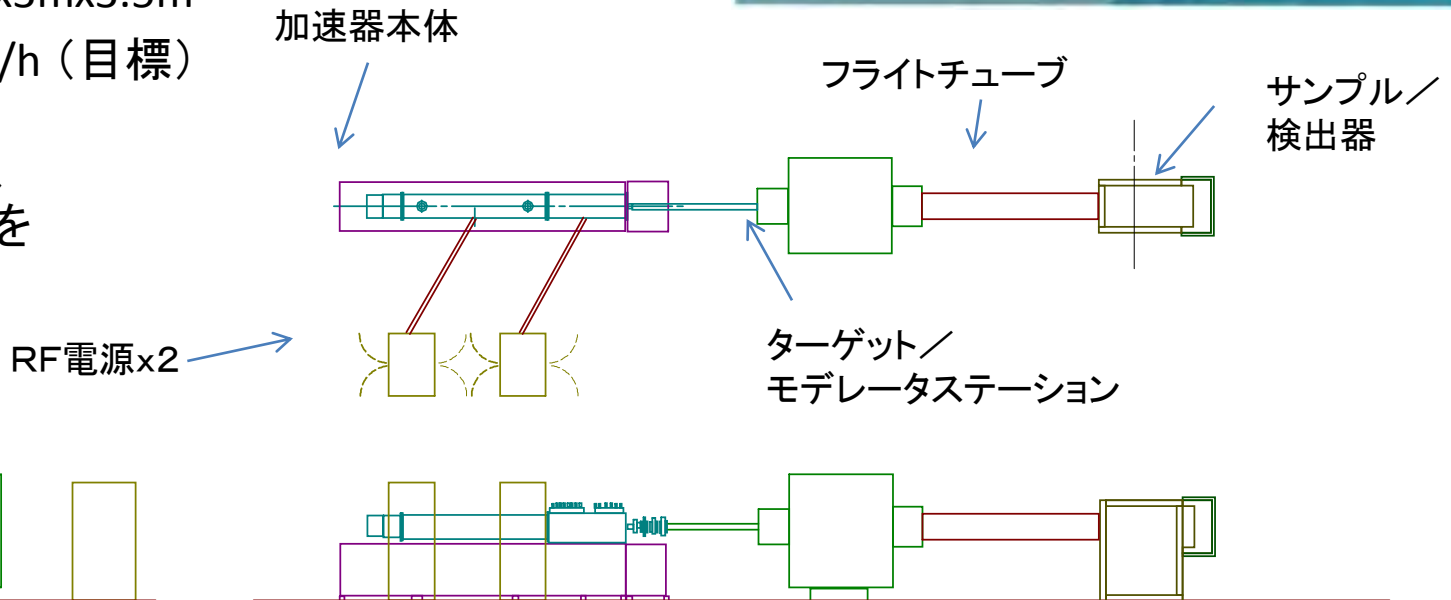 x3mx3.5m
加速器本体
/h（目標）
フライトチューブ
サンプル／
検出器
を
ターゲット／
モデレータステーション
RF電源x2